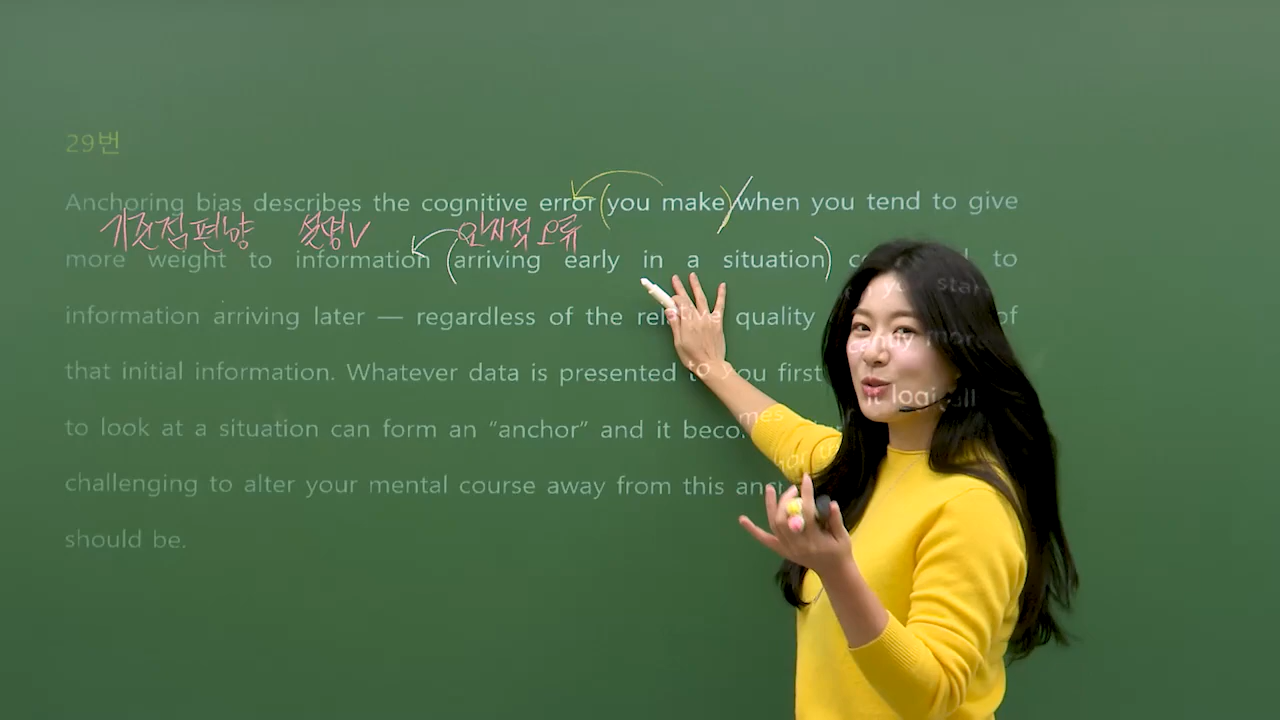 29번
Anchoring bias describes the cognitive error (you make) when you tend to give
기준점 편향 설명V 인지적 오류
more weight to information (arriving early in a situation) to
information arriving later — regardless of the relative quality of
that initial information. Whatever data is presented to you first
to look at a situation can form an “anchor” and it
challenging to alter your mental course away from this
should be.